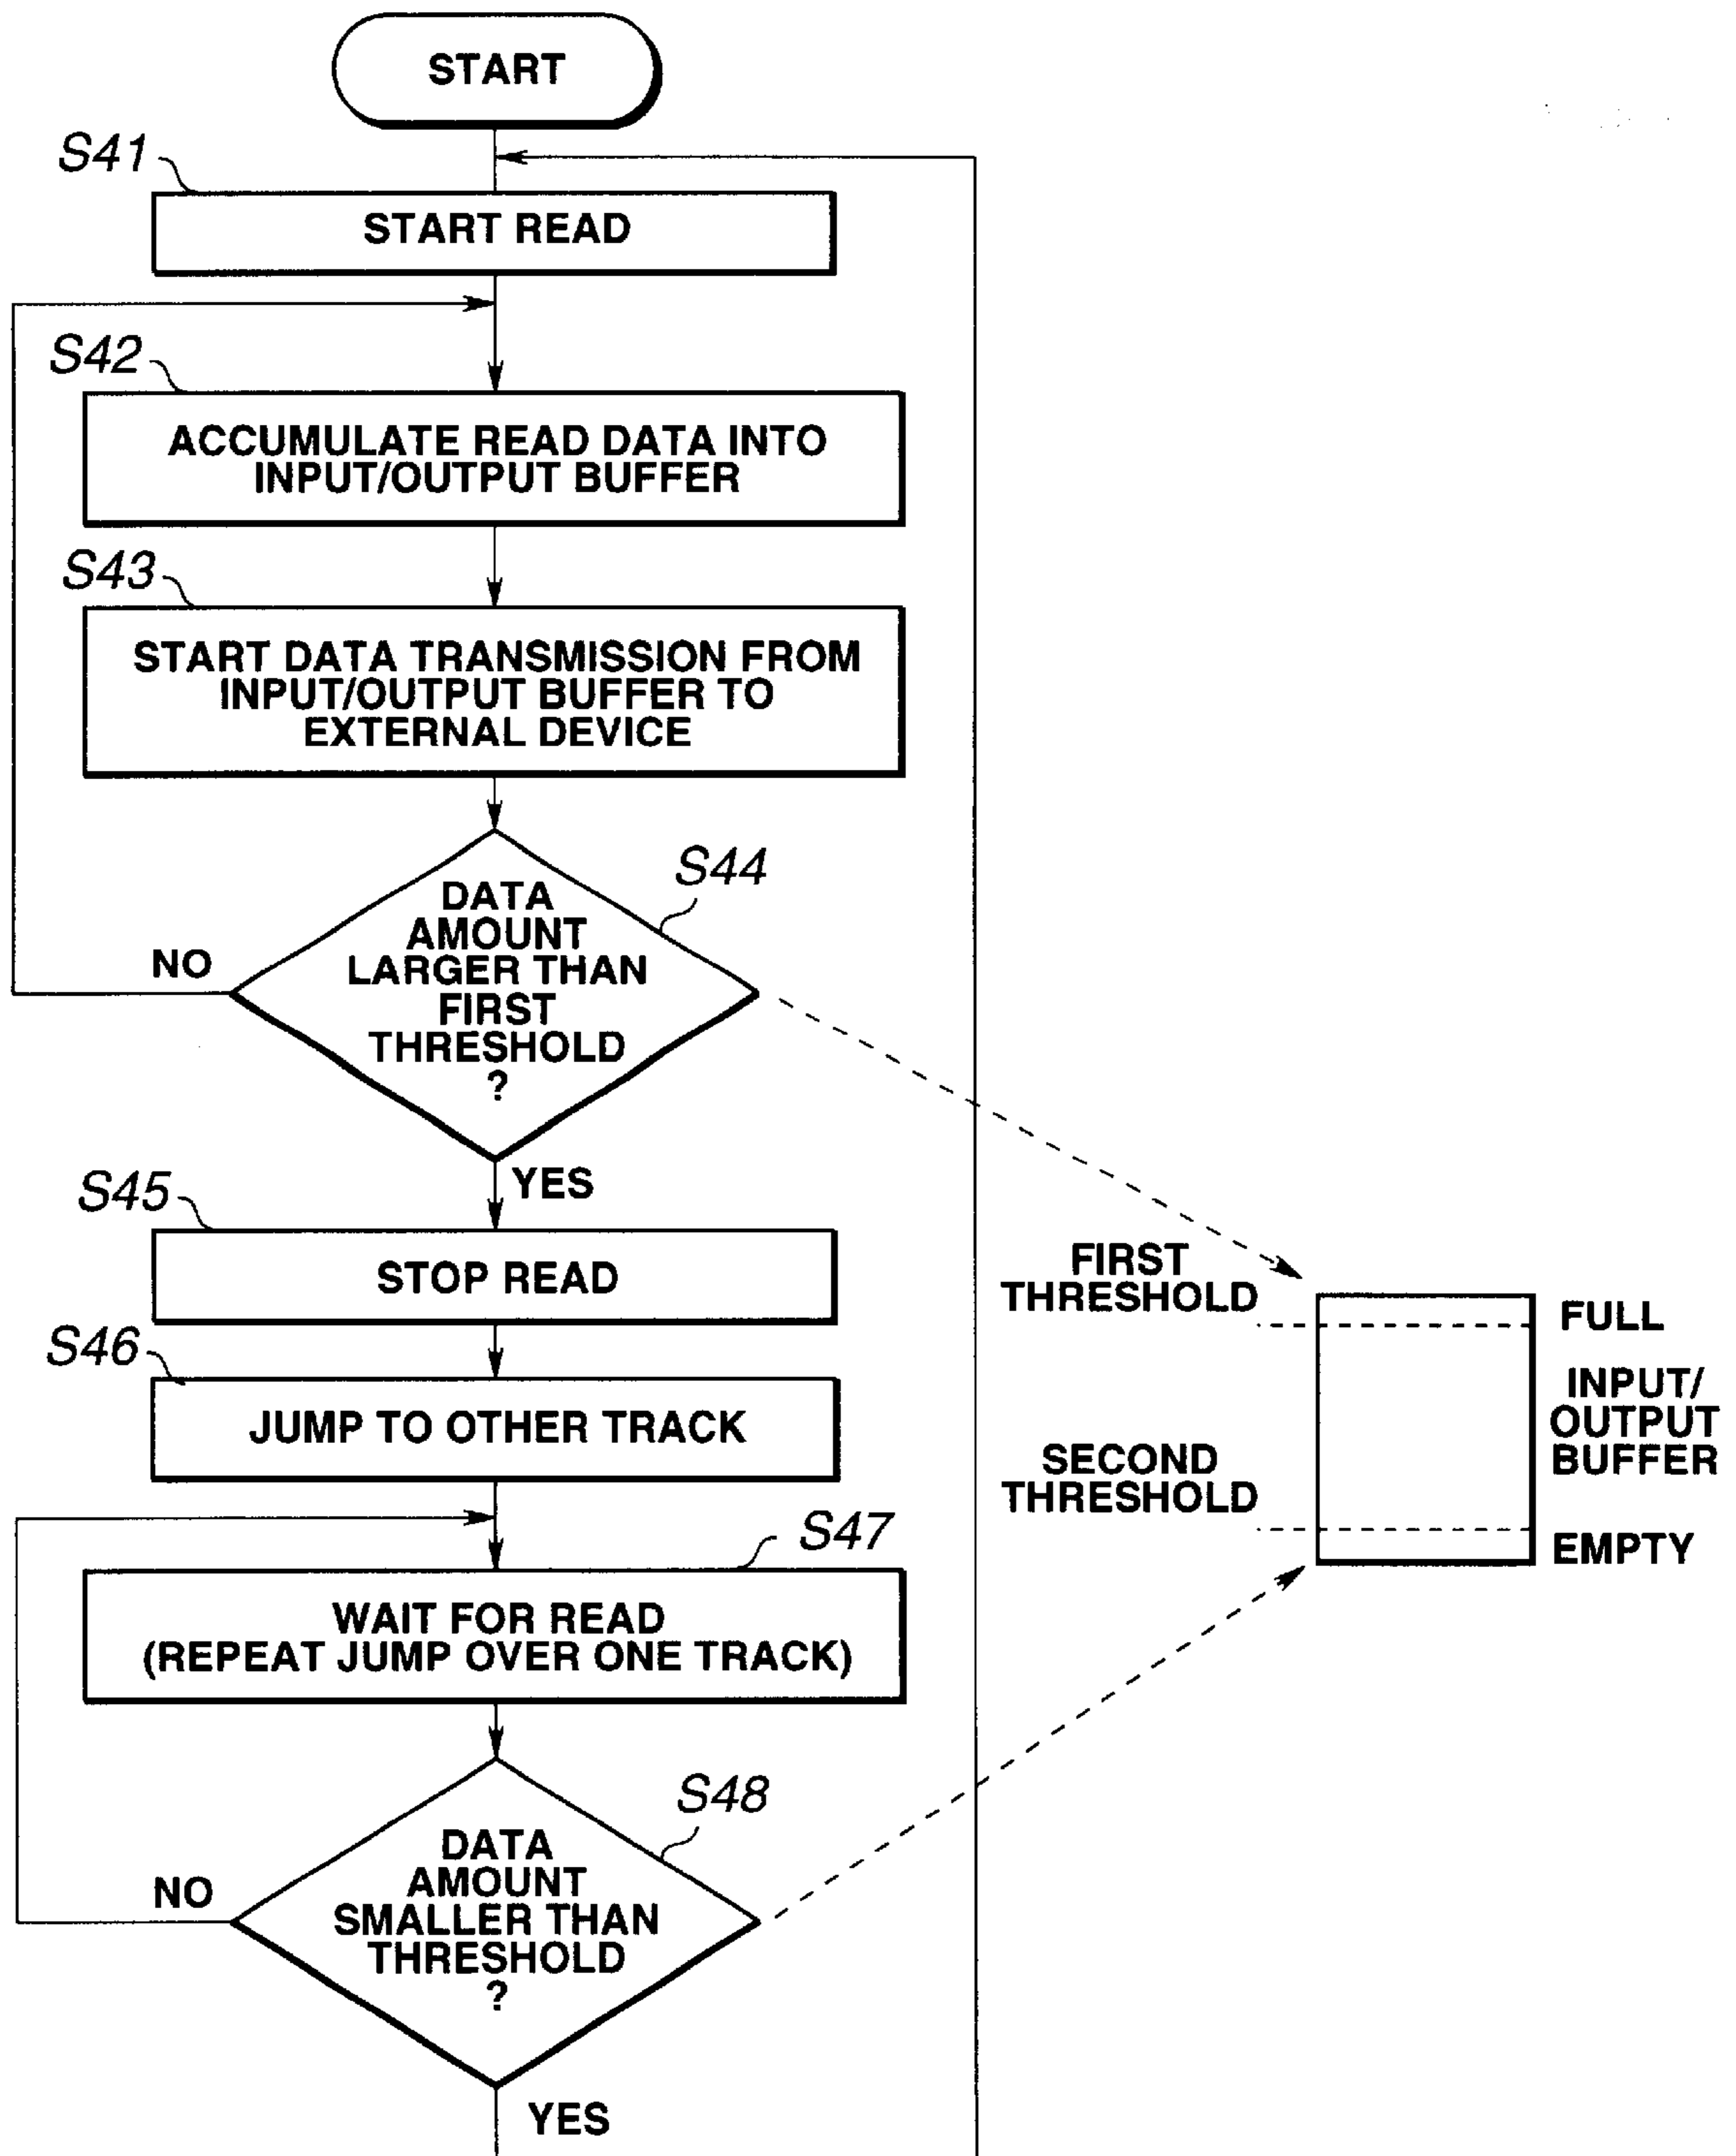 START
S41
START READ
S42
ACCUMULATE READ DATA INTO
INPUT/OUTPUT BUFFER
S43
START DATA TRANSMISSION FROM
INPUT/OUTPUT BUFFER TO
EXTERNAL DEVICE
S44
DATA
AMOUNT
LARGER THAN
FIRST
THRESHOLD
?
NO
YES
S45
STOP READ
S46
JUMP TO OTHER TRACK
S47
WAIT FOR READ
(REPEAT JUMP OVER ONE TRACK)
S48
DATA
AMOUNT
SMALLER THAN
THRESHOLD
?
NO
YES
FIRST
THRESHOLD
FULL
INPUT/
OUTPUT
BUFFER
SECOND
THRESHOLD
EMPTY